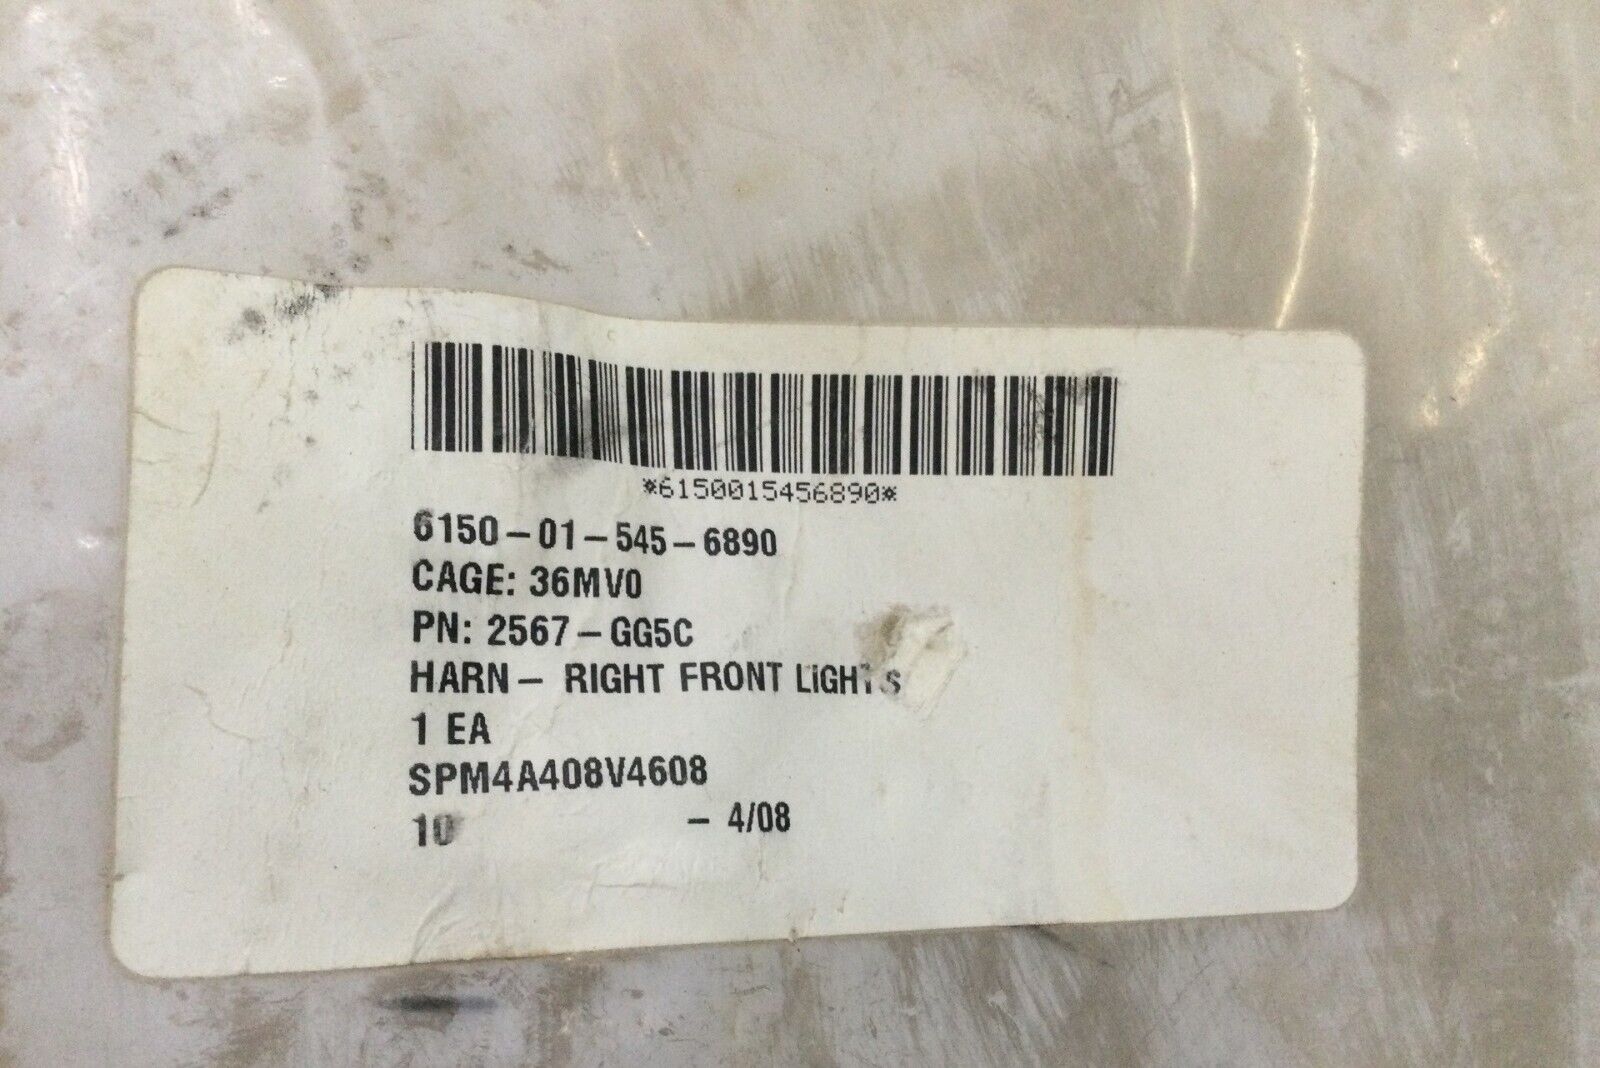 *6150015456890*
6150-01-545-6890
CAGE: 36MV0
PN: 2567-GG5C
HARN- RIGHT FRONT LIGHTS
1 EA
SPM4A408V4608
10 - 4/08